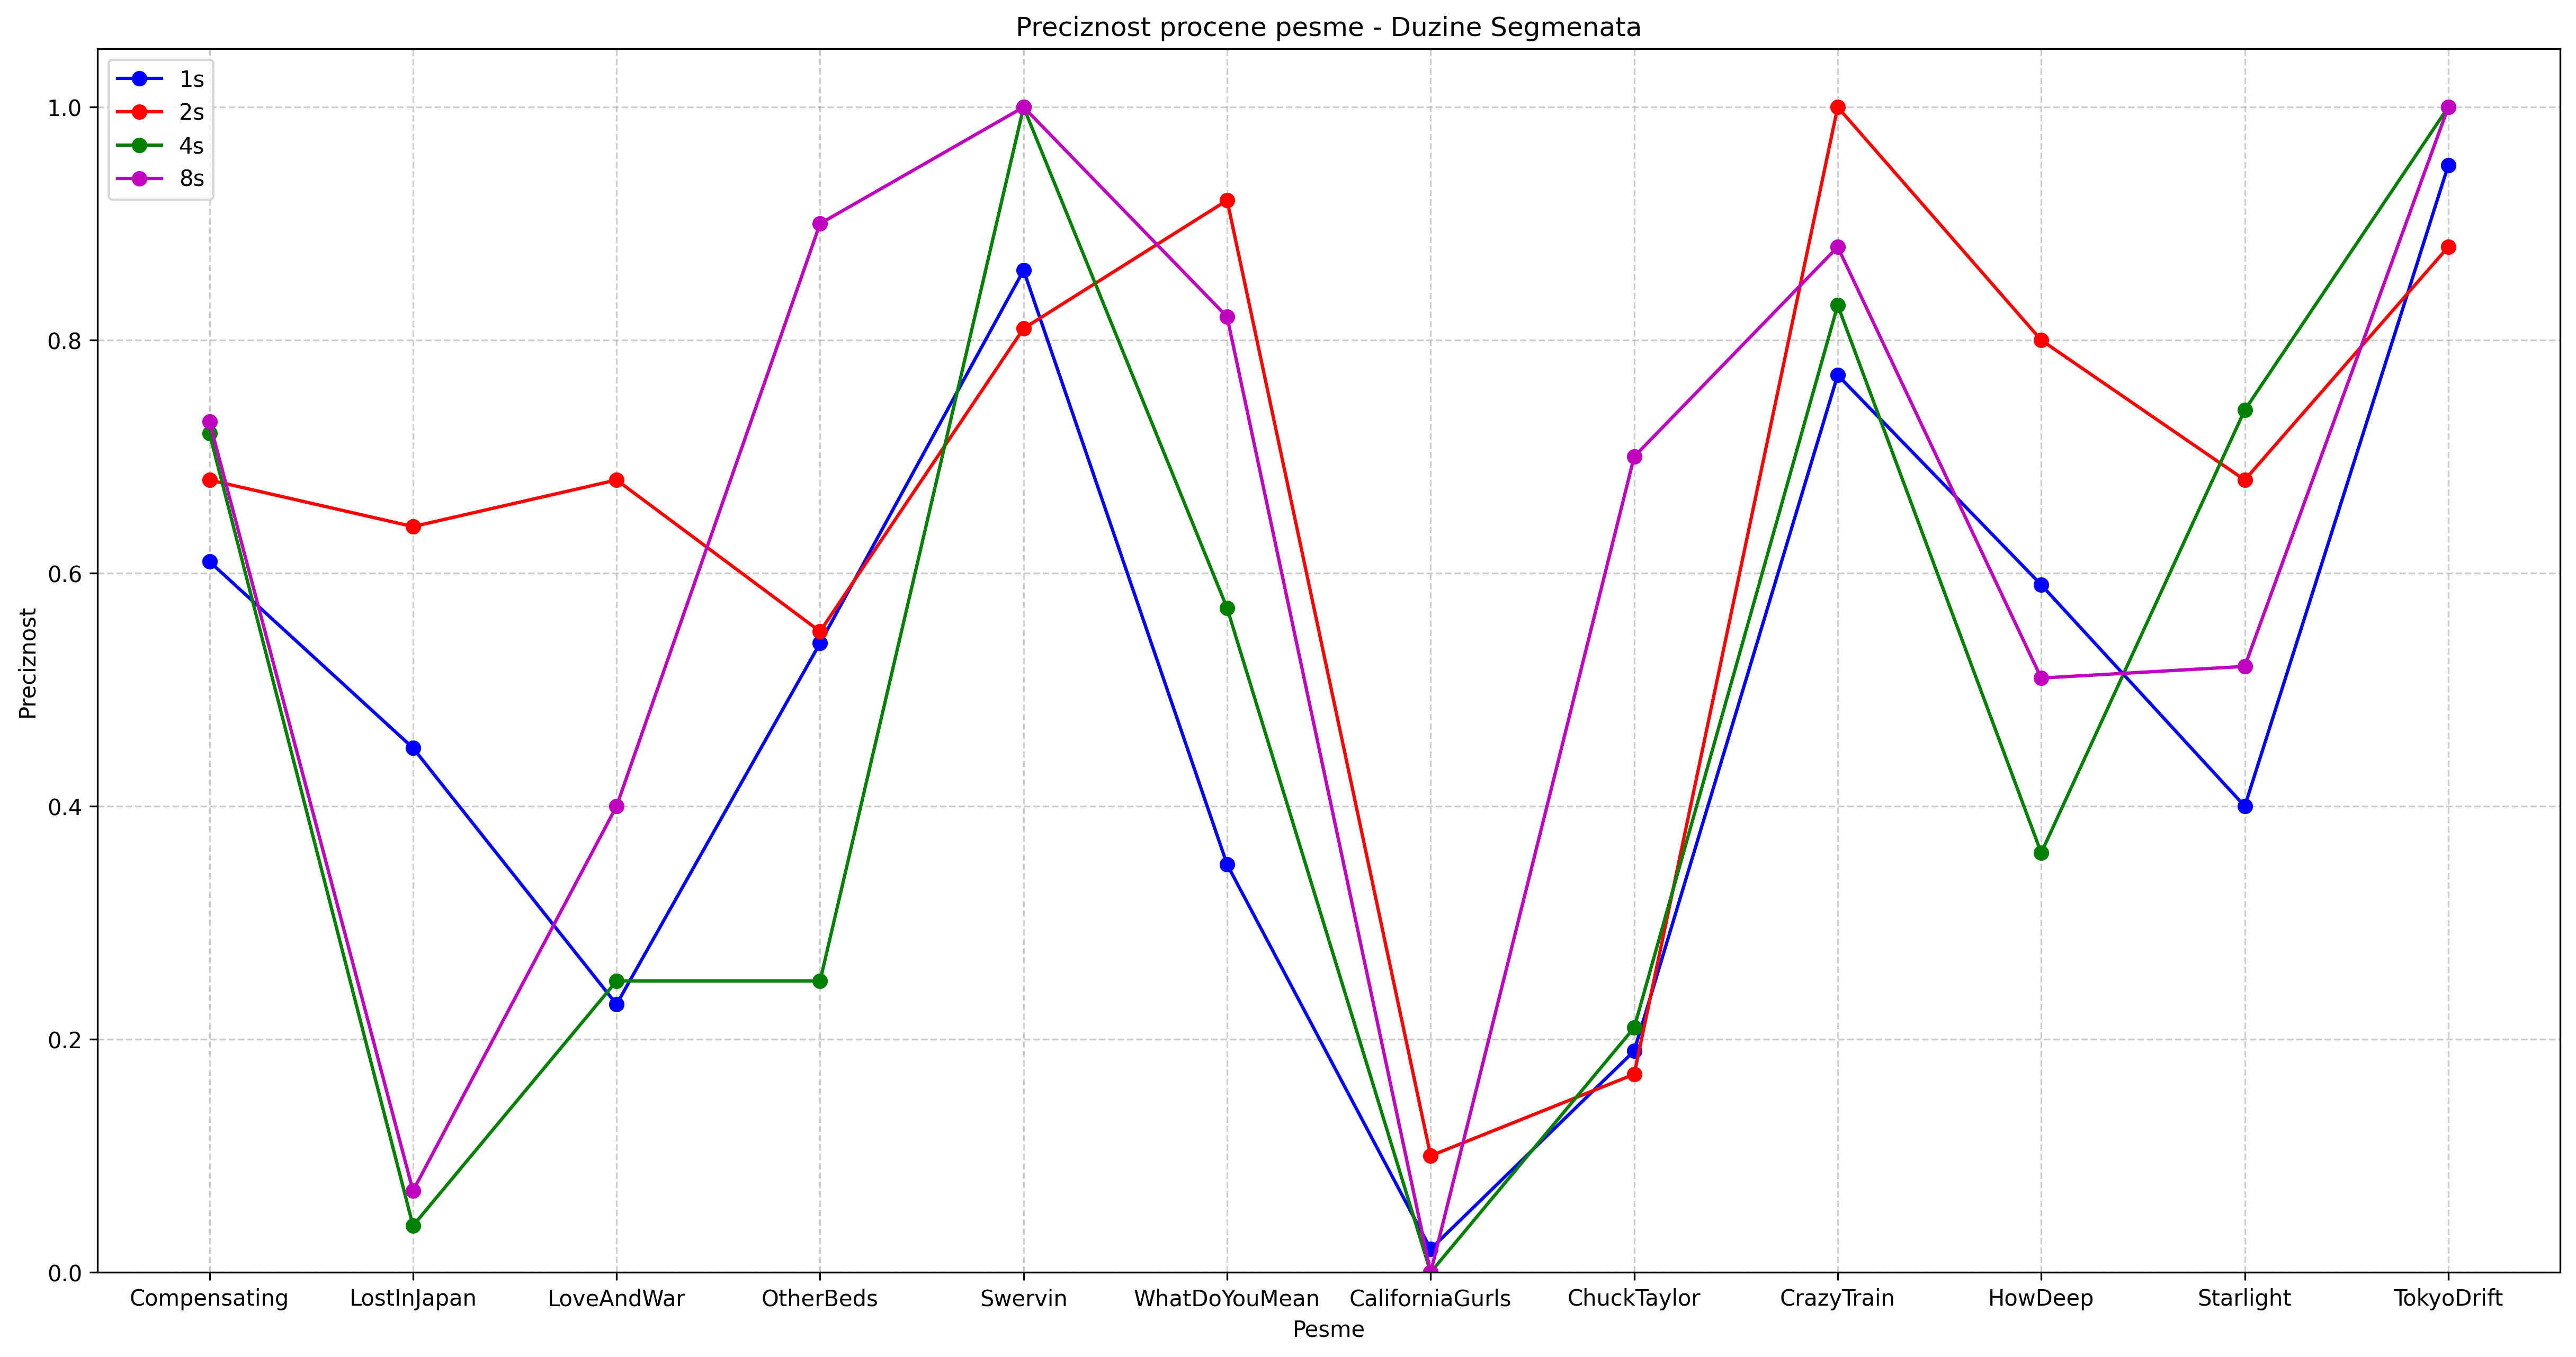 Preciznost procene pesme - Duzine Segmenata
1s
2s
4s
8s
1.0
0.8
0.6
0.4
0.2
0.0
Preciznost
Compensating LostInJapan LoveAndWar OtherBeds Swervin WhatDoYouMean CaliforniaGurls ChuckTaylor CrazyTrain HowDeep Starlight TokyoDrift
Pesme